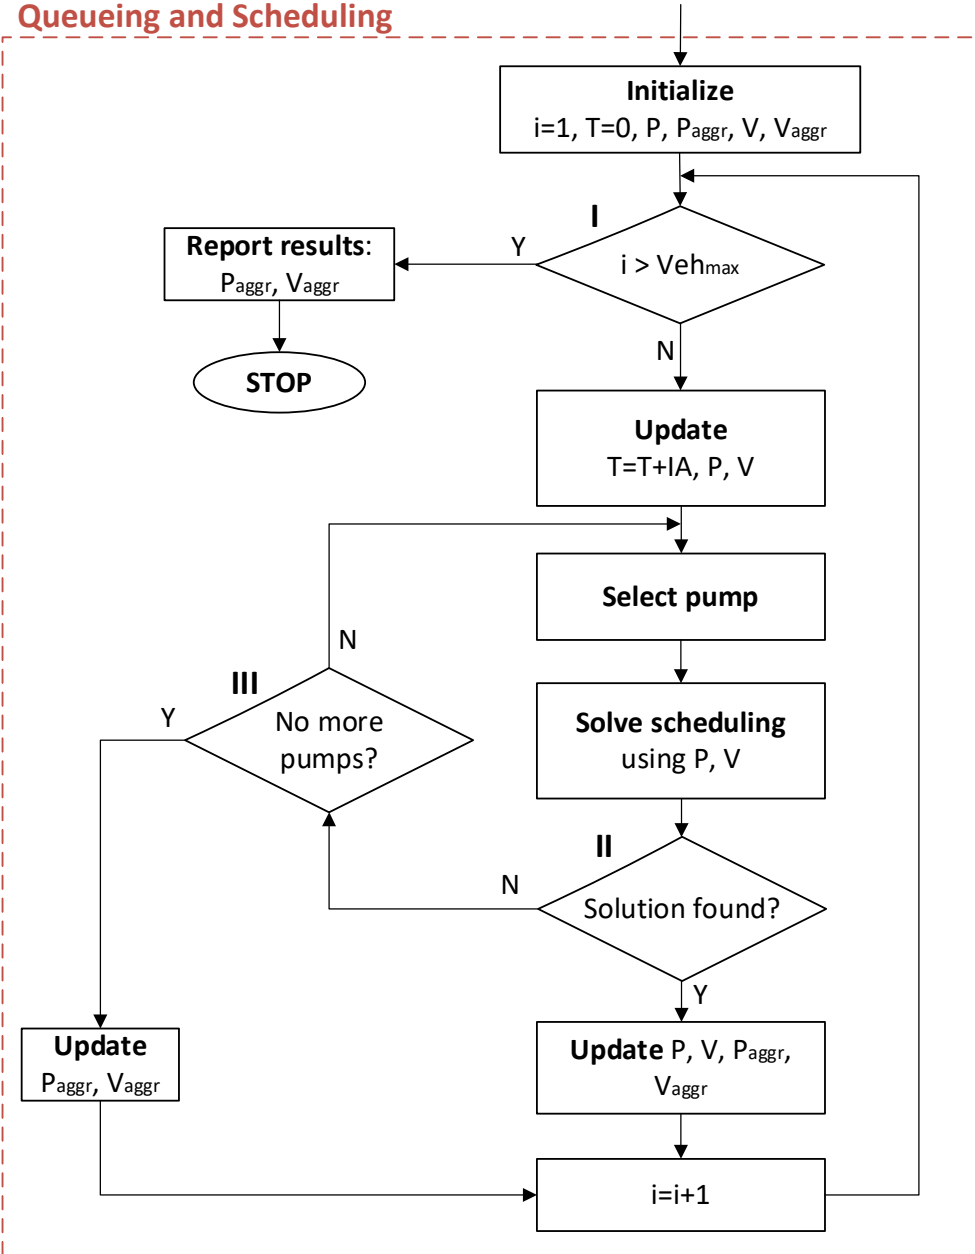 Queueing and Scheduling
Initialize
i=1, T=0, P, Paggr, V, Vaggr
I
i > Vehmax
Y
Report results:
Paggr, Vaggr
STOP
N
Update
T=T+IA, P, V
Select pump
Solve scheduling
using P, V
II
Solution found?
N
III
No more
pumps?
N
Y
Y
Update P, V, Paggr,
Vaggr
Update
Paggr, Vaggr
i=i+1